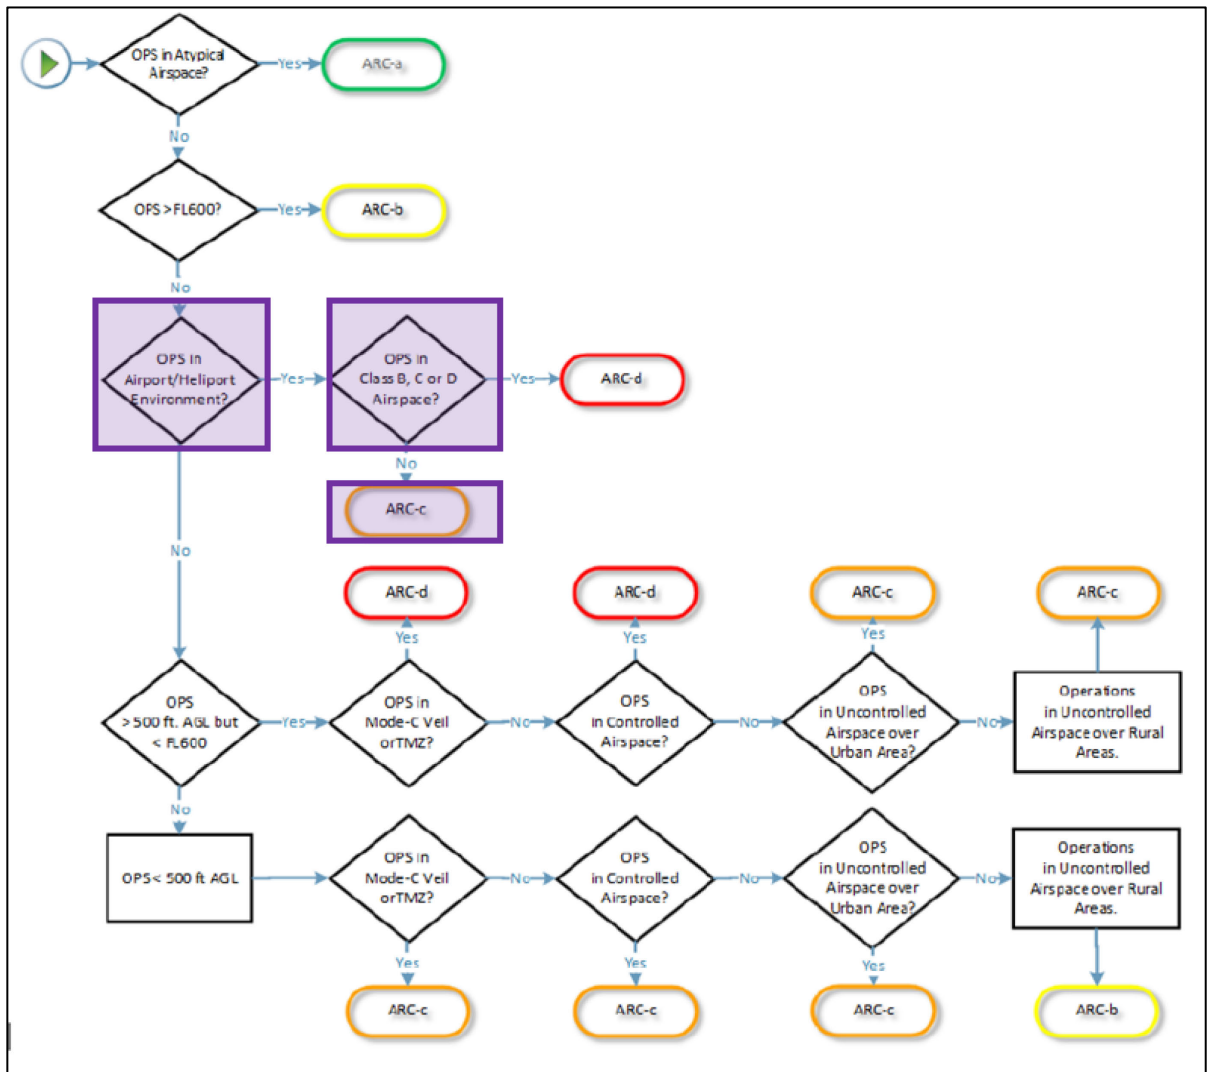 OPS in Atypical
Airspace?
Yes
ARC-a
No
OPS >FL600?
Yes
ARC-b
No
OPS in
Airport/Heliport
Environment?
Yes
OPS in
Class B, C or D
Airspace?
Yes
ARC-d
No
ARC-c
No
ARC-d
ARC-d
ARC-c
ARC-c
Yes
Yes
Yes
OPS
> 500 ft. AGL but
< FL600
Yes
OPS in
Mode-C Veil
orTMZ?
No
OPS
in Controlled
Airspace?
No
OPS
in Uncontrolled
Airspace over
Urban Area?
No
Operations
in Uncontrolled
Airspace over Rural
Areas.
No
OPS< 500 ft AGL
OPS in
Mode-C Veil
orTMZ?
No
OPS
in Controlled
Airspace?
No
OPS
in Uncontrolled
Airspace over
Urban Area?
No
Operations
in Uncontrolled
Airspace over Rural
Areas.
Yes
Yes
Yes
ARC-c
ARC-c
ARC-c
ARC-b